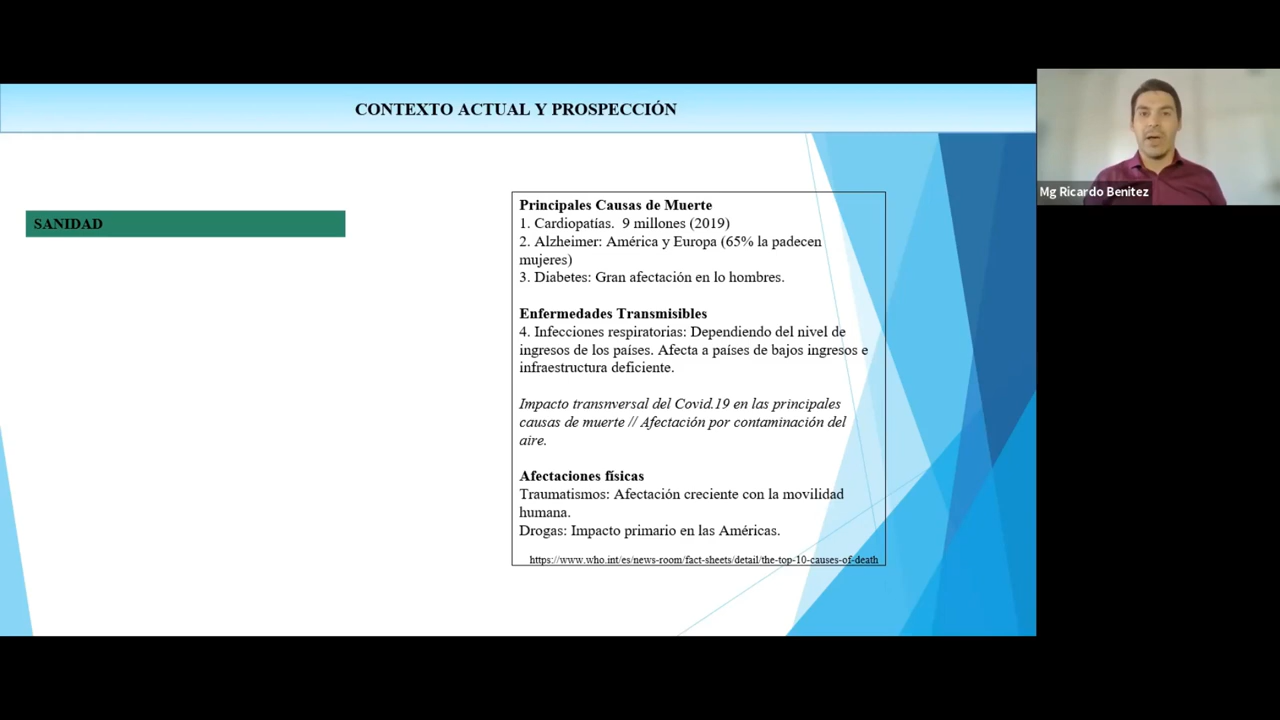 CONTEXTO ACTUAL Y PROSPECCIÓN
SANIDAD
Principales Causas de Muerte
1. Cardiopatías.  9 millones (2019)
2. Alzheimer: América y Europa (65% la padecen
mujeres)
3. Diabetes: Gran afectación en lo hombres.
Enfermedades Transmisibles
4. Infecciones respiratorias: Dependiendo del nivel de
ingresos de los países. Afecta a países de bajos ingresos e
infraestructura deficiente.
Impacto transnversal del Covid.19 en las principales
causas de muerte // Afectación por contaminación del
aire.
Afectaciones físicas
Traumatismos: Afectación creciente con la movilidad
humana.
Drogas: Impacto primario en las Américas.
https://www.who.int/es/news-room/fact-sheets/detail/the-top-10-causes-of-death
Mg Ricardo Benitez